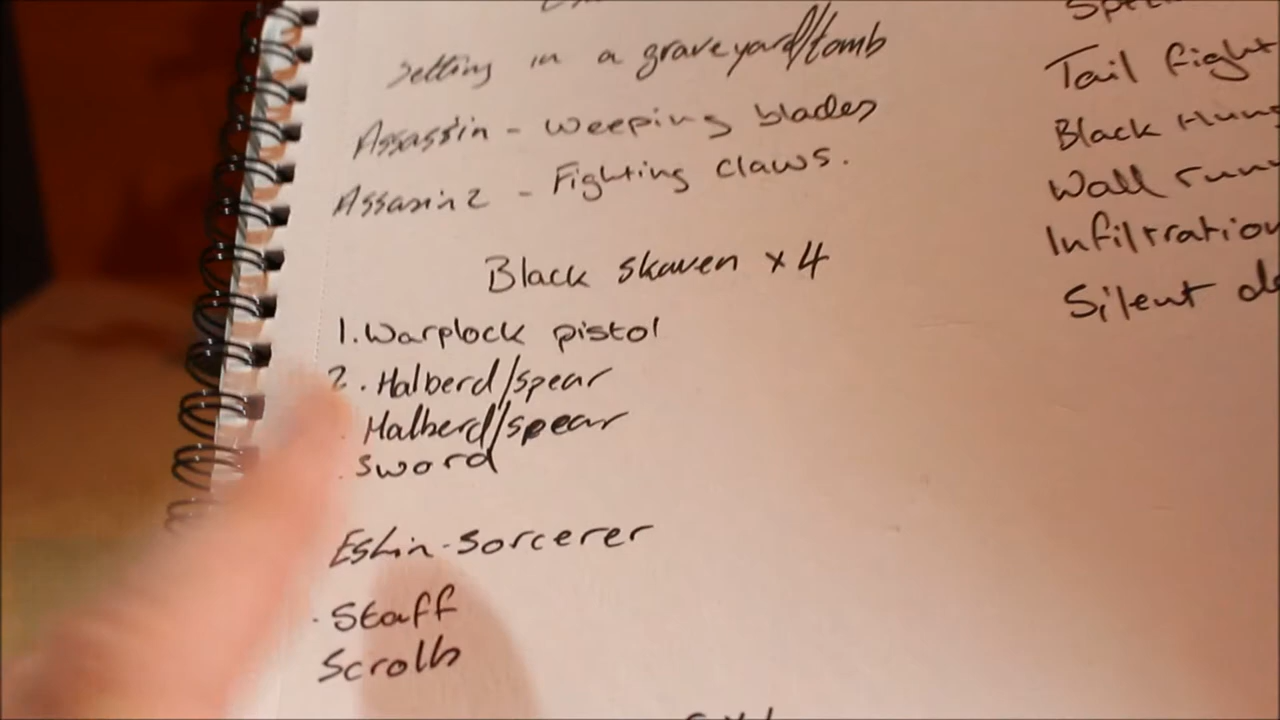 Setting in a graveyard/tomb
Assassin - Weeping blades
Assasin 2 - Fighting claws.
Black skaven x 4
1. Warplock pistol
2. Halberd/spear
. Halberd/spear
. Sword
Eshin-Sorcerer
. Staff
Scrolls
Tail fight
Black
Wall
Infiltration
Silent